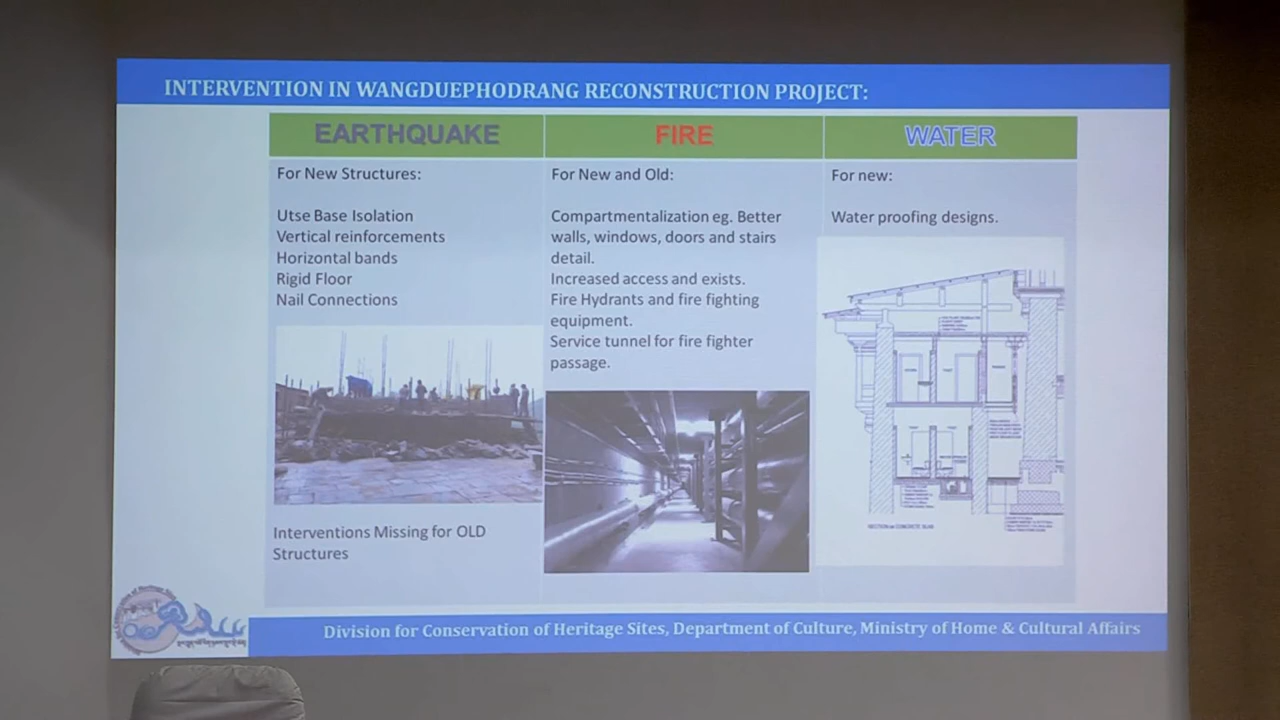 INTERVENTION IN WANGDUEPHODRANG RECONSTRUCTION PROJECT:
EARTHQUAKE
For New Structures:
Utse Base Isolation
Vertical reinforcements
Horizontal bands
Rigid Floor
Nail Connections
Interventions Missing for OLD
Structures
FIRE
For New and Old:
Compartmentalization eg. Better
walls, windows, doors and stairs
detail.
Increased access and exists.
Fire Hydrants and fire fighting
equipment.
Service tunnel for fire fighter
passage.
WATER
For new:
Water proofing designs.
Division for Conservation of Heritage Sites, Department of Culture, Ministry of Home & Cultural Affairs